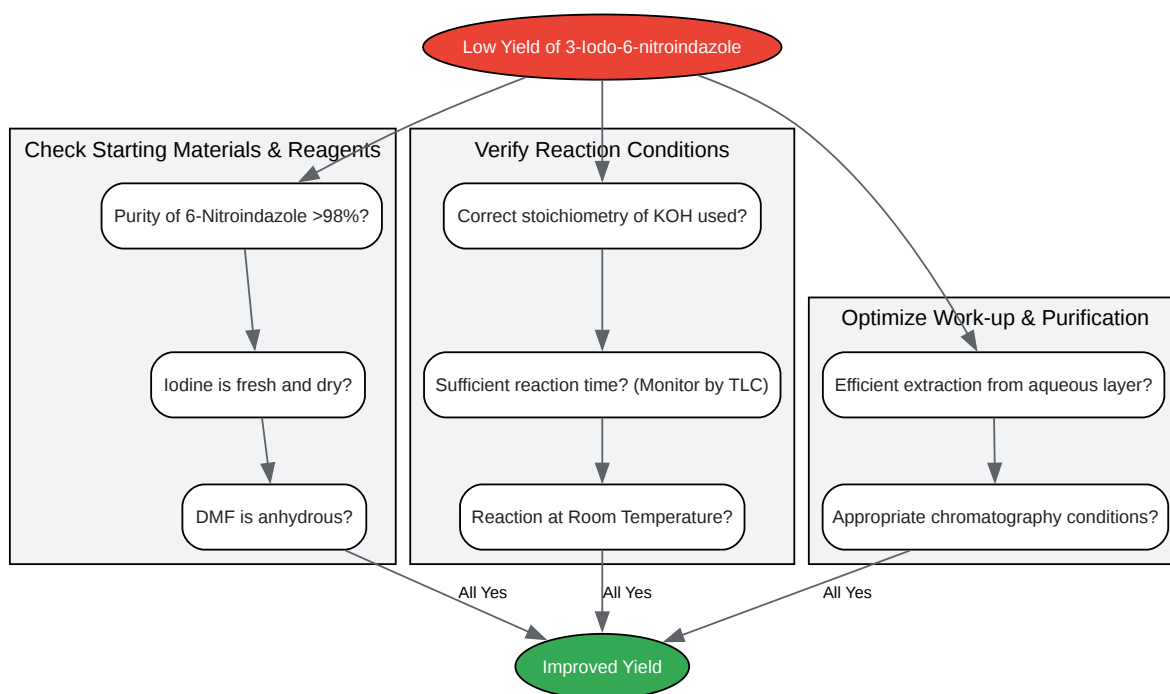 Low Yield of 3-Iodo-6-nitroindazole
Check Starting Materials & Reagents
Purity of 6-Nitroindazole >98%?
Iodine is fresh and dry?
DMF is anhydrous?
Verify Reaction Conditions
Correct stoichiometry of KOH used?
Sufficient reaction time? (Monitor by TLC)
Reaction at Room Temperature?
Optimize Work-up & Purification
Efficient extraction from aqueous layer?
Appropriate chromatography conditions?
All Yes
All Yes
All Yes
Improved Yield